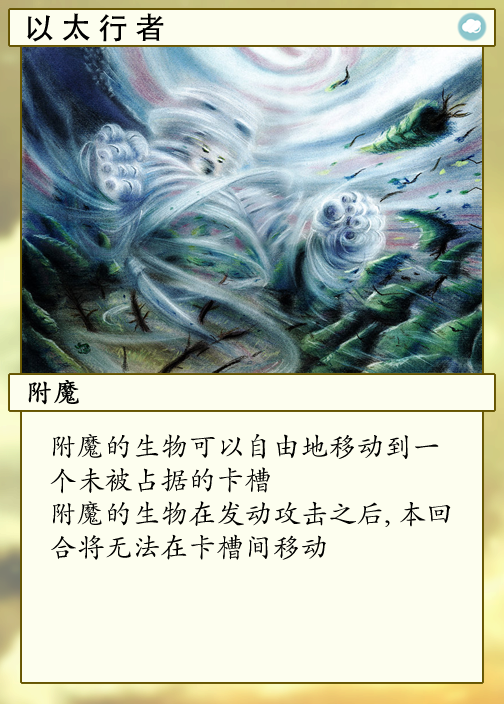 以太行者
附魔
附魔的生物可以自由地移动到一
个未被占据的卡槽
附魔的生物在发动攻击之后, 本回
合将无法在卡槽间移动